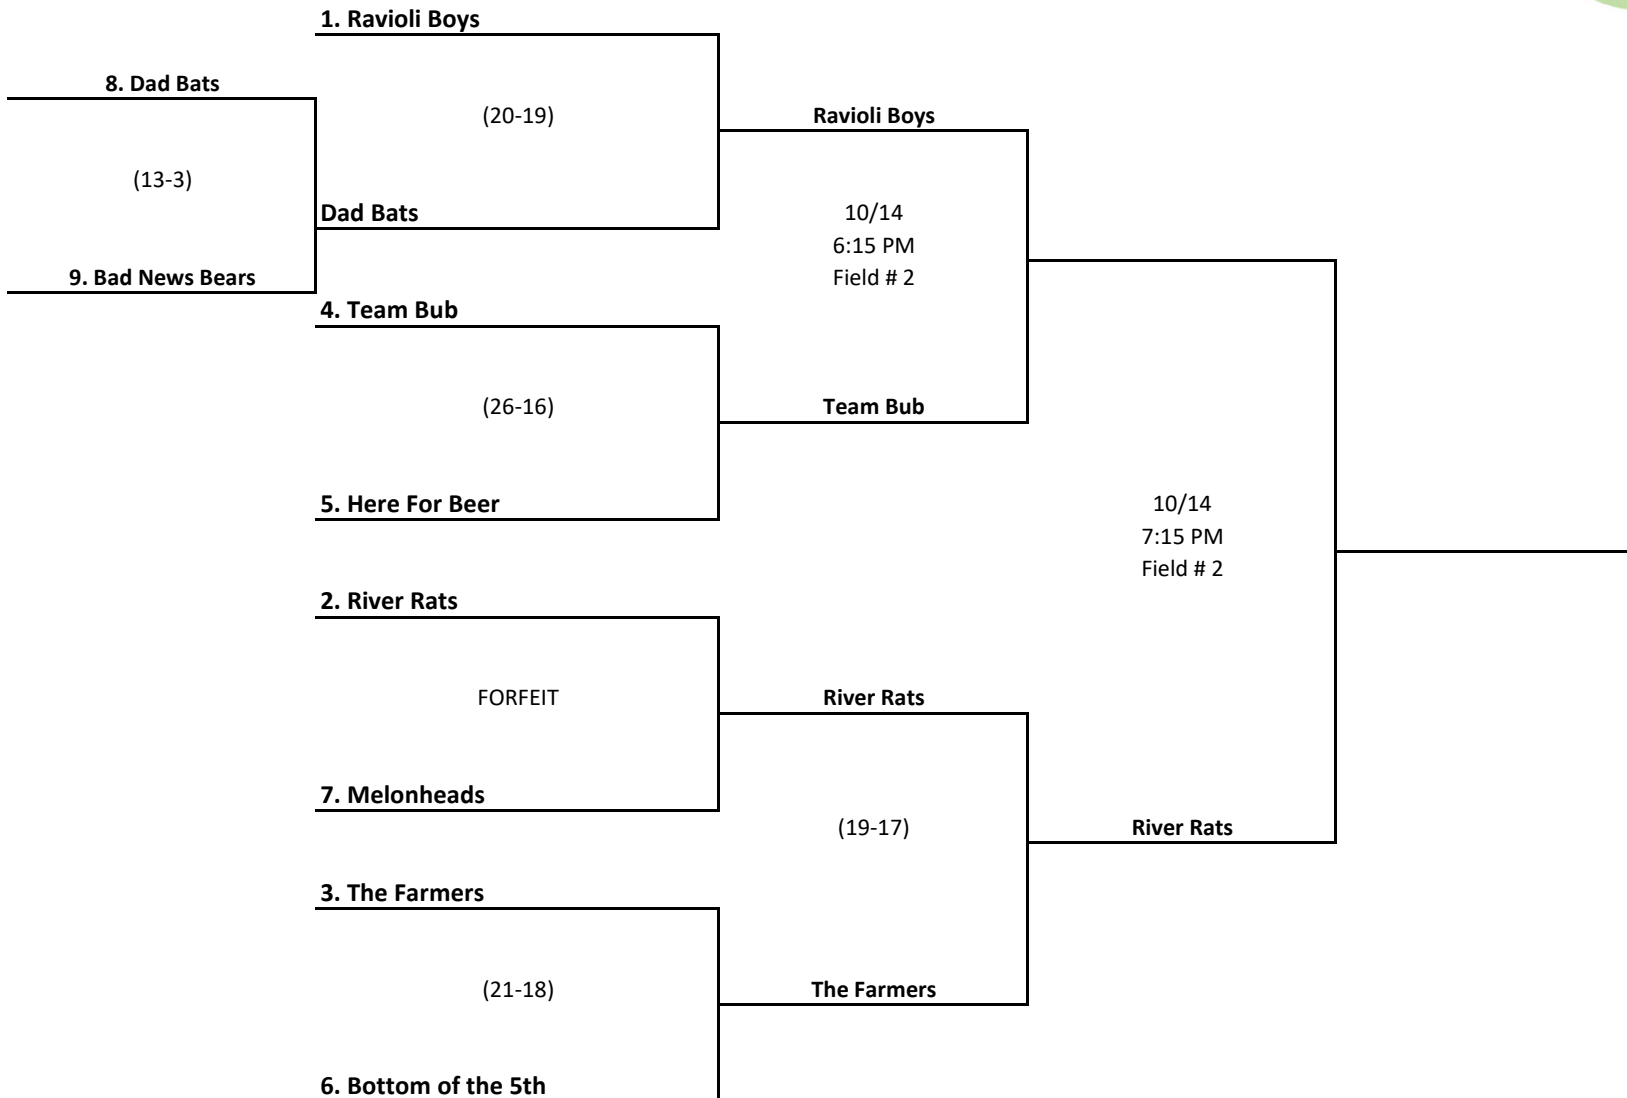 1. Ravioli Boys
8. Dad Bats
(20-19)
Ravioli Boys
(13-3)
Dad Bats
10/14
6:15 PM
Field # 2
9. Bad News Bears
4. Team Bub
(26-16)
Team Bub
5. Here For Beer
10/14
7:15 PM
Field # 2
2. River Rats
FORFEIT
River Rats
7. Melonheads
(19-17)
River Rats
3. The Farmers
(21-18)
The Farmers
6. Bottom of the 5th